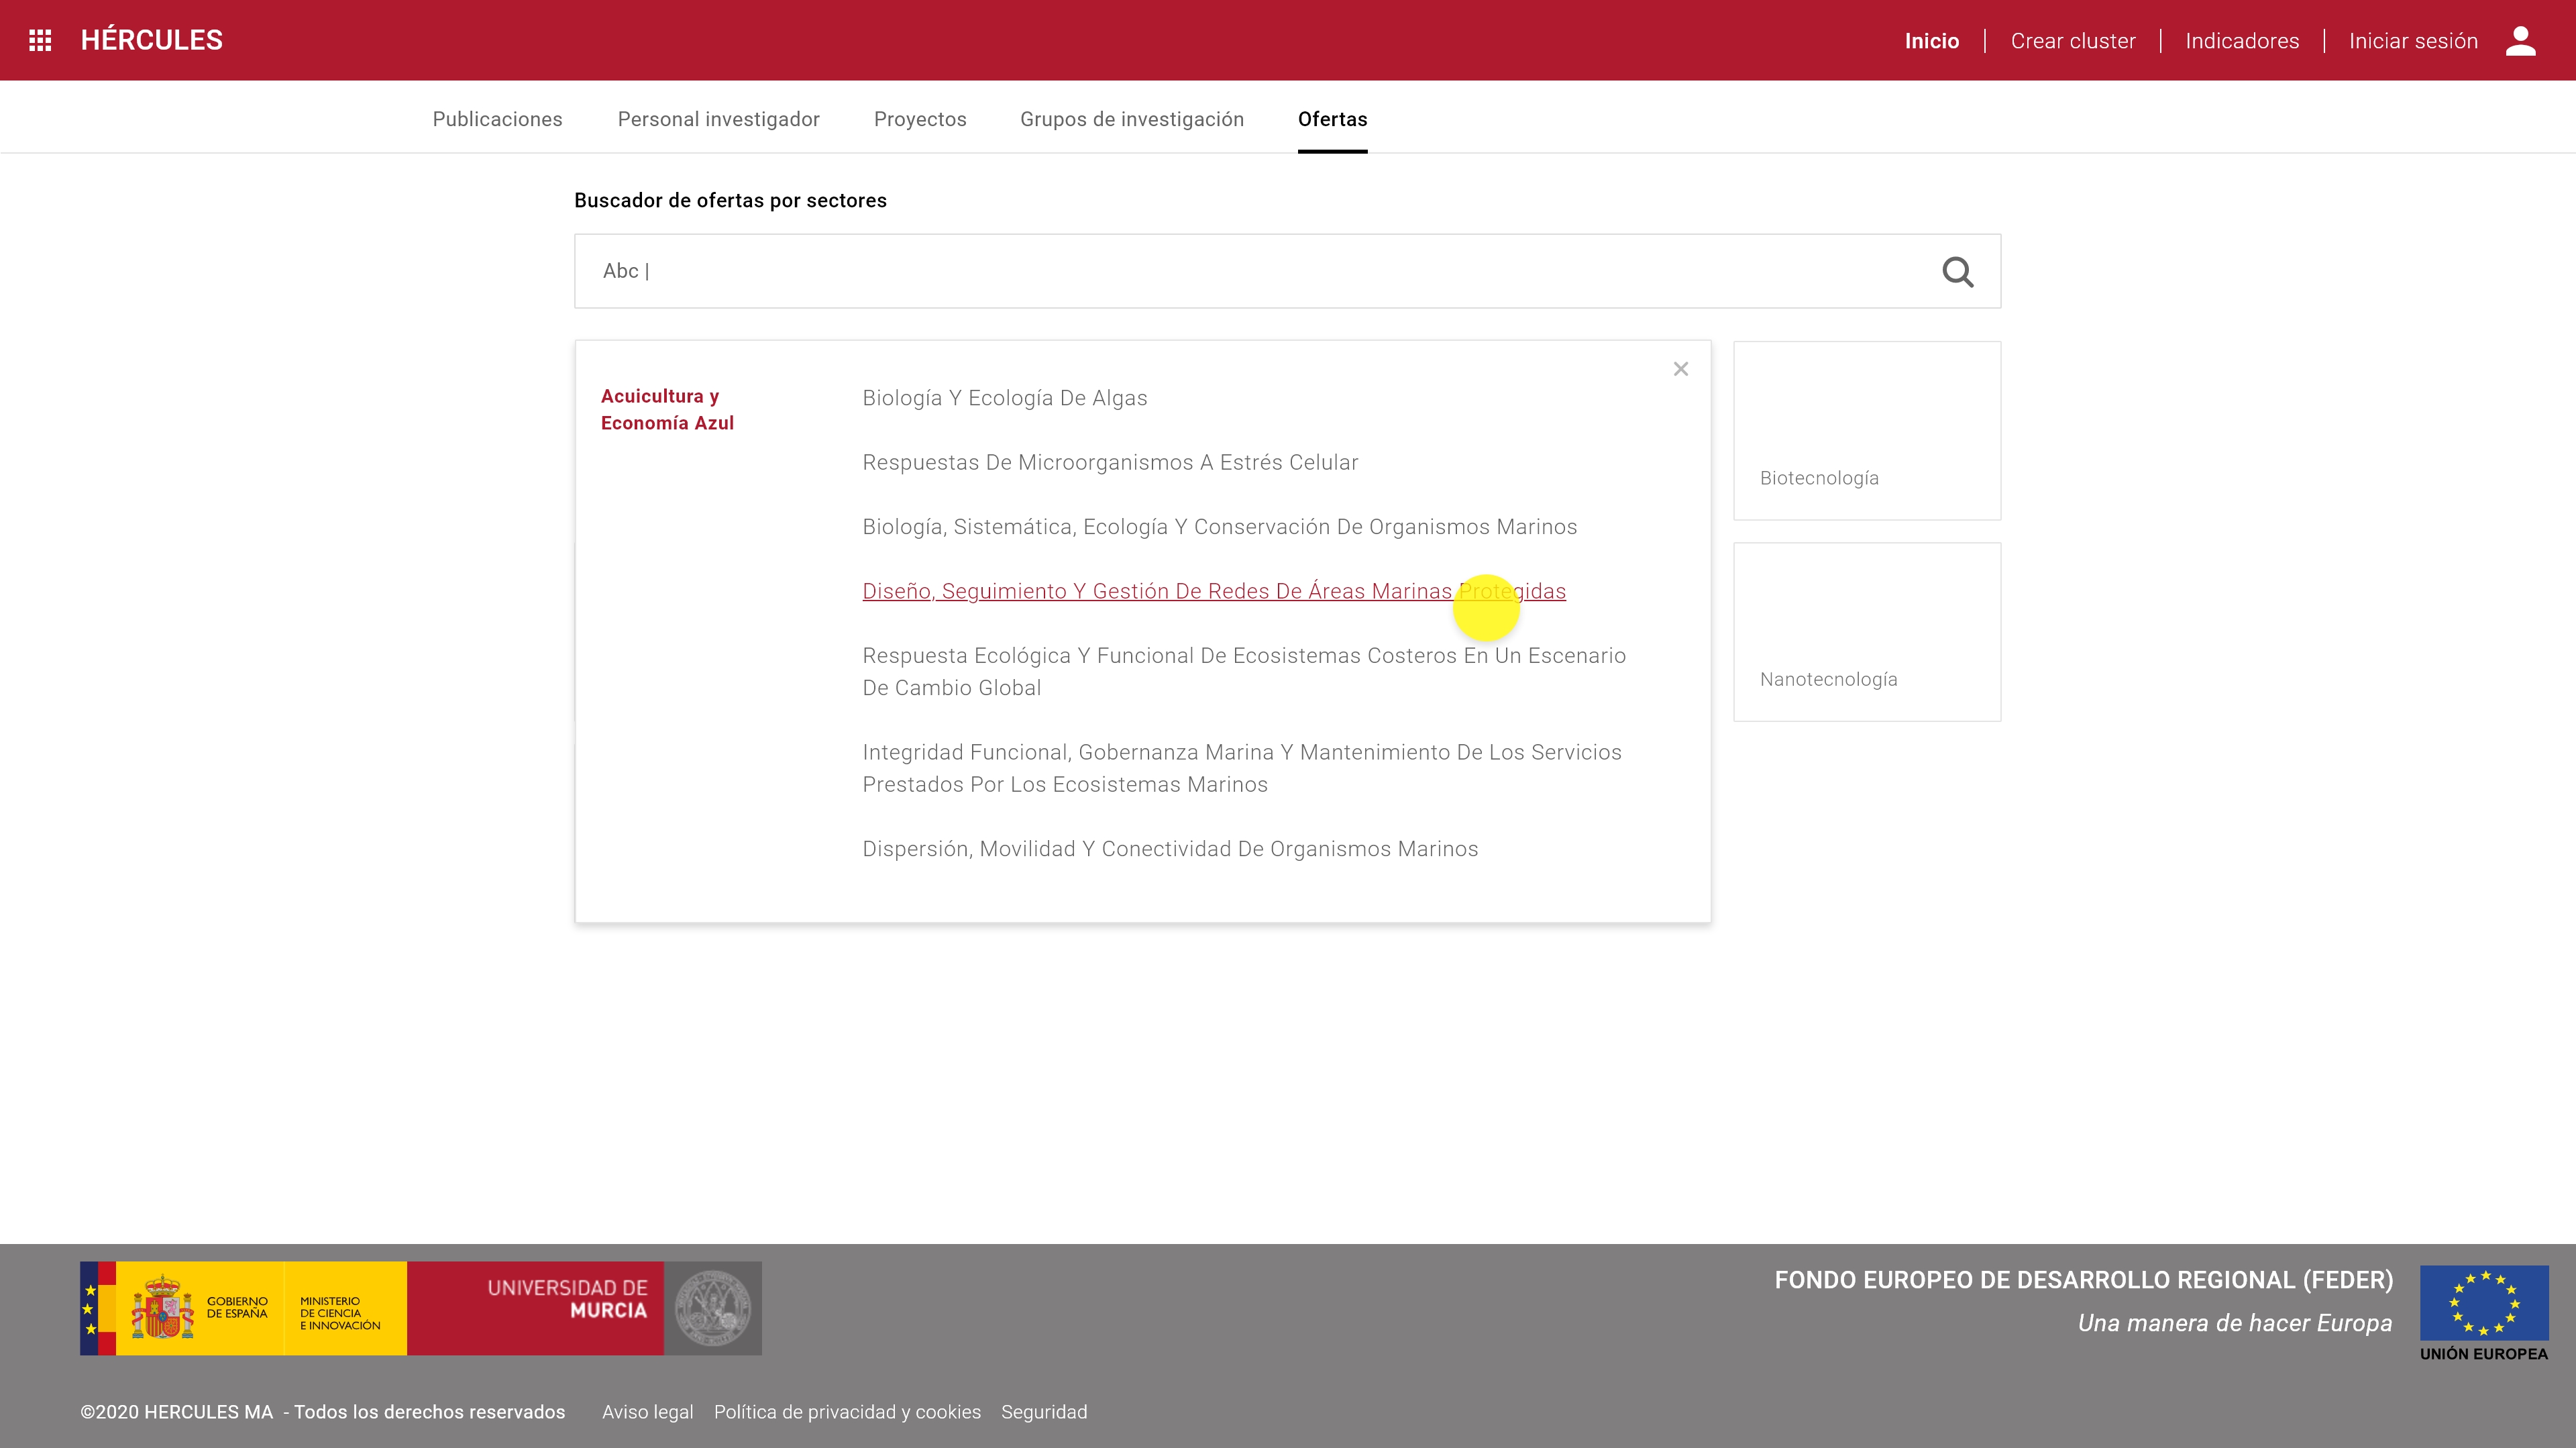 HÉRCULES
Inicio
Crear cluster
Indicadores
Iniciar sesión
Publicaciones
Personal investigador
Proyectos
Grupos de investigación
Ofertas
Buscador de ofertas por sectores
Abc |
Acuicultura y
Economía Azul
Biología Y Ecología De Algas
Respuestas De Microorganismos A Estrés Celular
Biología, Sistemática, Ecología Y Conservación De Organismos Marinos
Diseño, Seguimiento Y Gestión De Redes De Áreas Marinas Protegidas
Respuesta Ecológica Y Funcional De Ecosistemas Costeros En Un Escenario
De Cambio Global
Integridad Funcional, Gobernanza Marina Y Mantenimiento De Los Servicios
Prestados Por Los Ecosistemas Marinos
Dispersión, Movilidad Y Conectividad De Organismos Marinos
Biotecnología
Nanotecnología
GOBIERNO
DE ESPAÑA
MINISTERIO
DE CIENCIA
E INNOVACIÓN
UNIVERSIDAD DE
MURCIA
FONDO EUROPEO DE DESARROLLO REGIONAL (FEDER)
Una manera de hacer Europa
UNIÓN EUROPEA
©2020 HERCULES MA - Todos los derechos reservados
Aviso legal
Política de privacidad y cookies
Seguridad